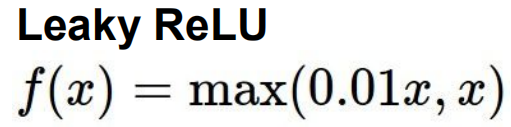 Leaky ReLU
f(x) = max(0.01x, x)